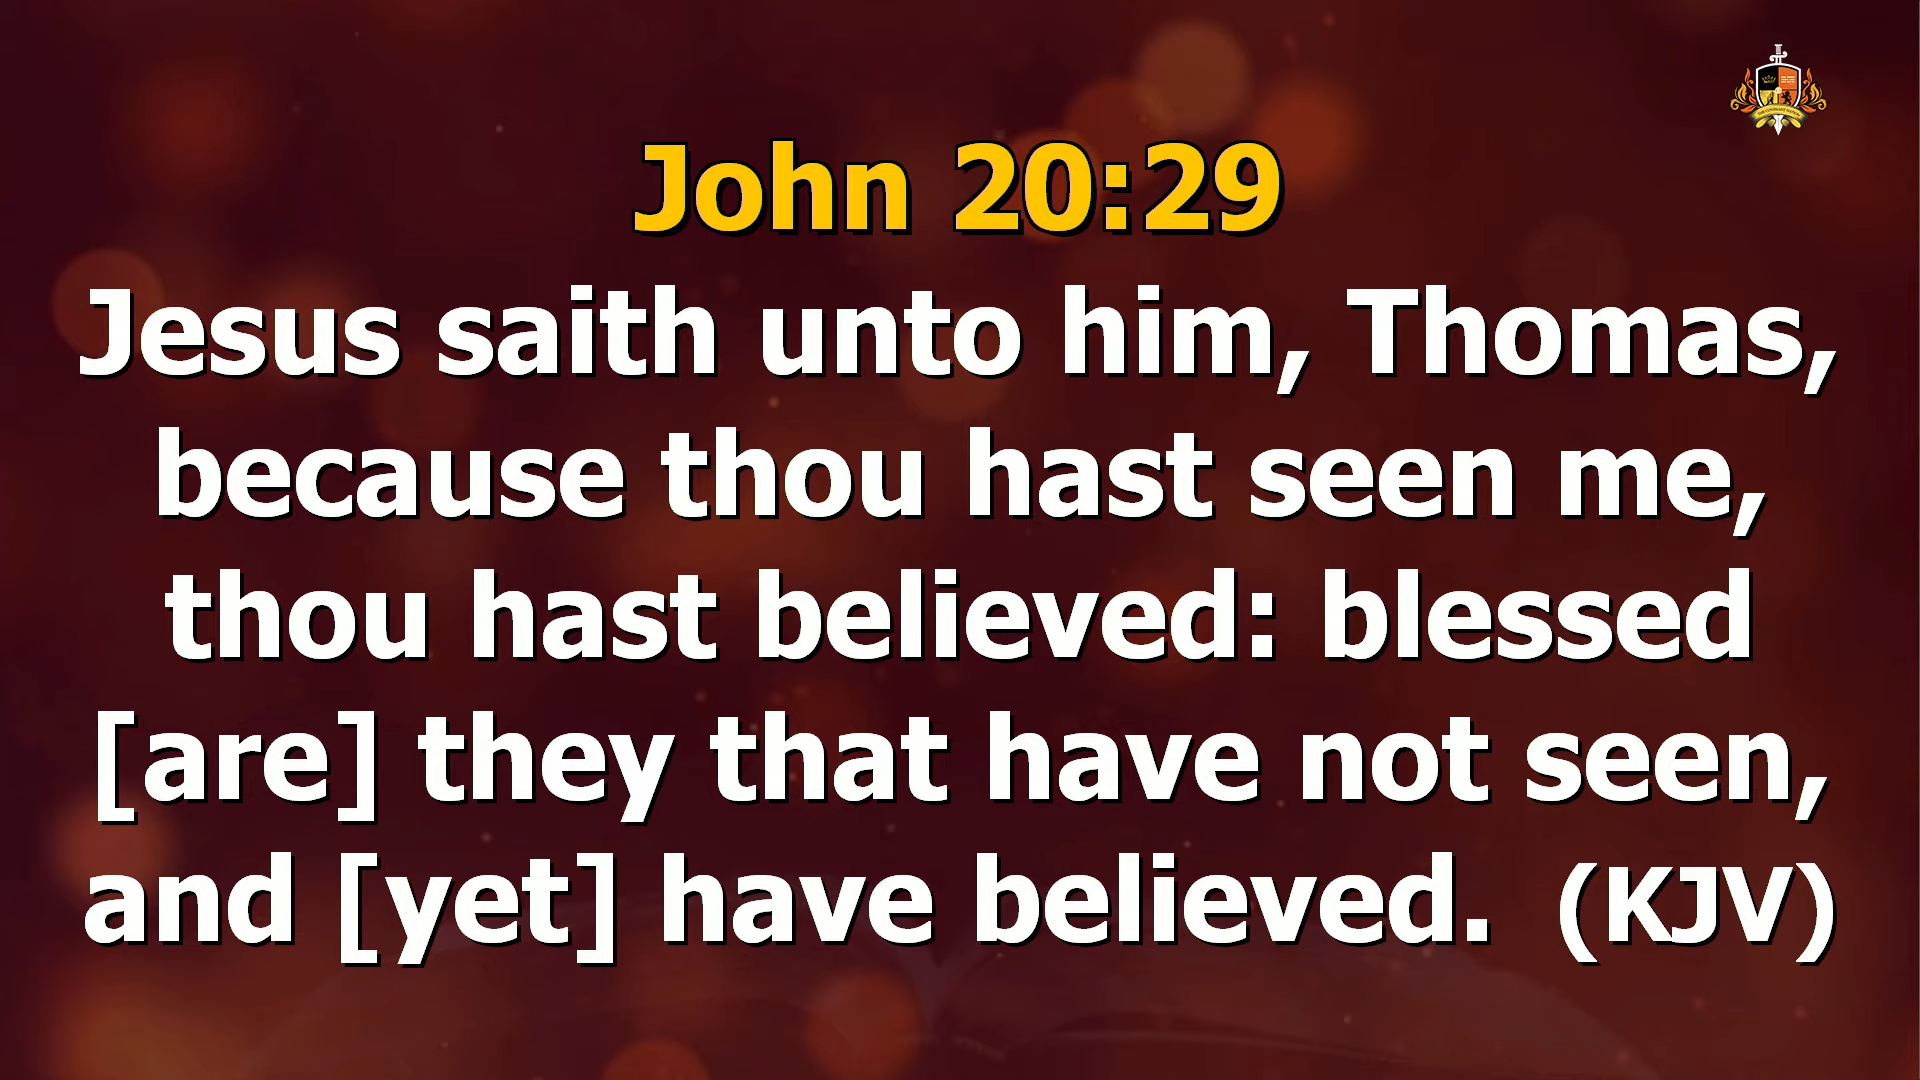 John 20:29
Jesus saith unto him, Thomas,
because thou hast seen me,
thou hast believed: blessed
[are] they that have not seen,
and [yet] have believed.  (KJV)